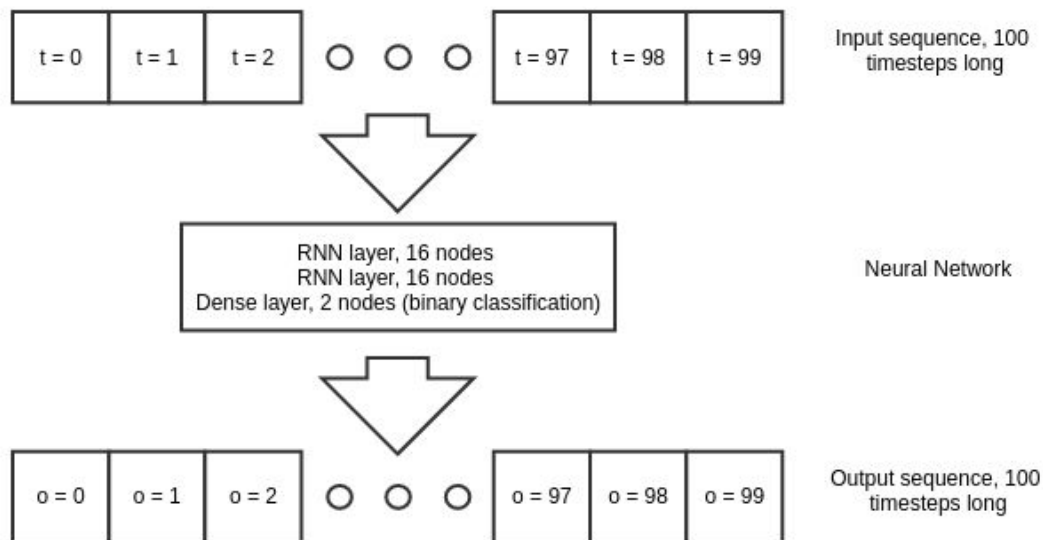 t = 0 t = 1 t = 2 t = 97 t = 98 t = 99
Input sequence, 100
timesteps long
RNN layer, 16 nodes
RNN layer, 16 nodes
Dense layer, 2 nodes (binary classification)
Neural Network
o = 0 o = 1 o = 2 o = 97 o = 98 o = 99
Output sequence, 100
timesteps long